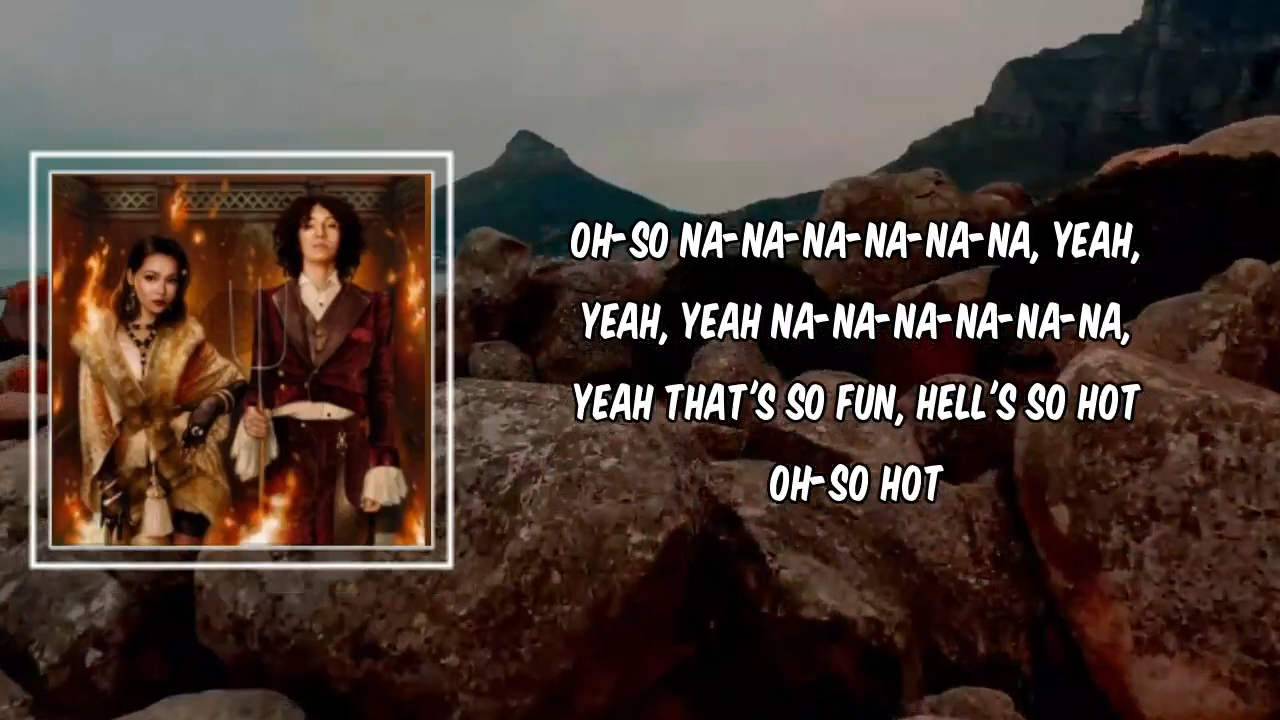 OH-SO NA-NA-NA-NA-NA-NA, YEAH,
YEAH, YEAH NA-NA-NA-NA-NA-NA,
YEAH THAT'S SO FUN, HELL'S SO HOT
OH-SO HOT